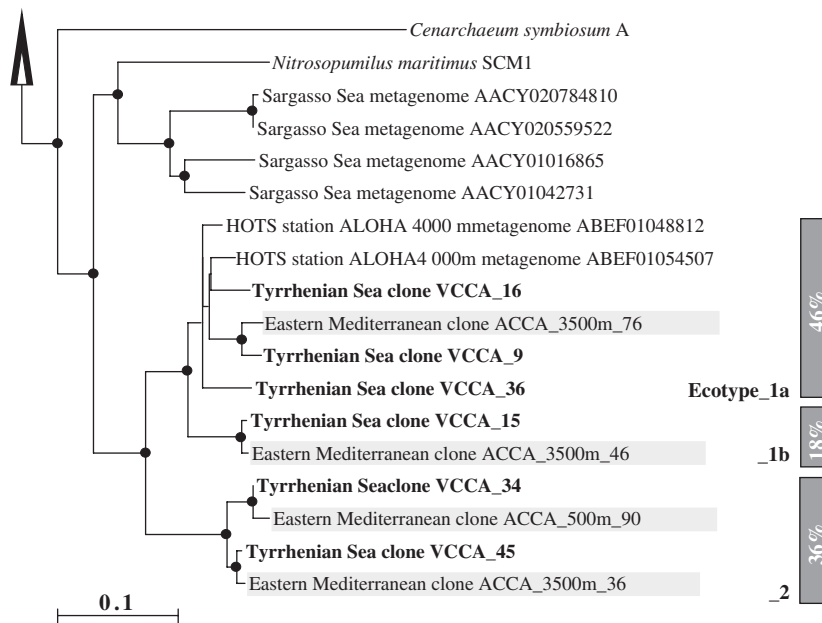 Cenarchaeum symbiosum A
Nitrosopumilus maritimus SCM1
Sargasso Sea metagenome AACY020784810
Sargasso Sea metagenome AACY020559522
Sargasso Sea metagenome AACY01016865
Sargasso Sea metagenome AACY01042731
HOTS station ALOHA 4000 mmetagenome ABEF01048812
HOTS station ALOHA4 000m metagenome ABEF01054507
Tyrrhenian Sea clone VCCA_16
Eastern Mediterranean clone ACCA_3500m_76
Tyrrhenian Sea clone VCCA_9
Tyrrhenian Sea clone VCCA_36
Ecotype_1a
46%
Tyrrhenian Sea clone VCCA_15
Eastern Mediterranean clone ACCA_3500m_46
_1b
18%
Tyrrhenian Seaclone VCCA_34
Eastern Mediterranean clone ACCA_500m_90
Tyrrhenian Sea clone VCCA_45
Eastern Mediterranean clone ACCA_3500m_36
_2
36%
0.1